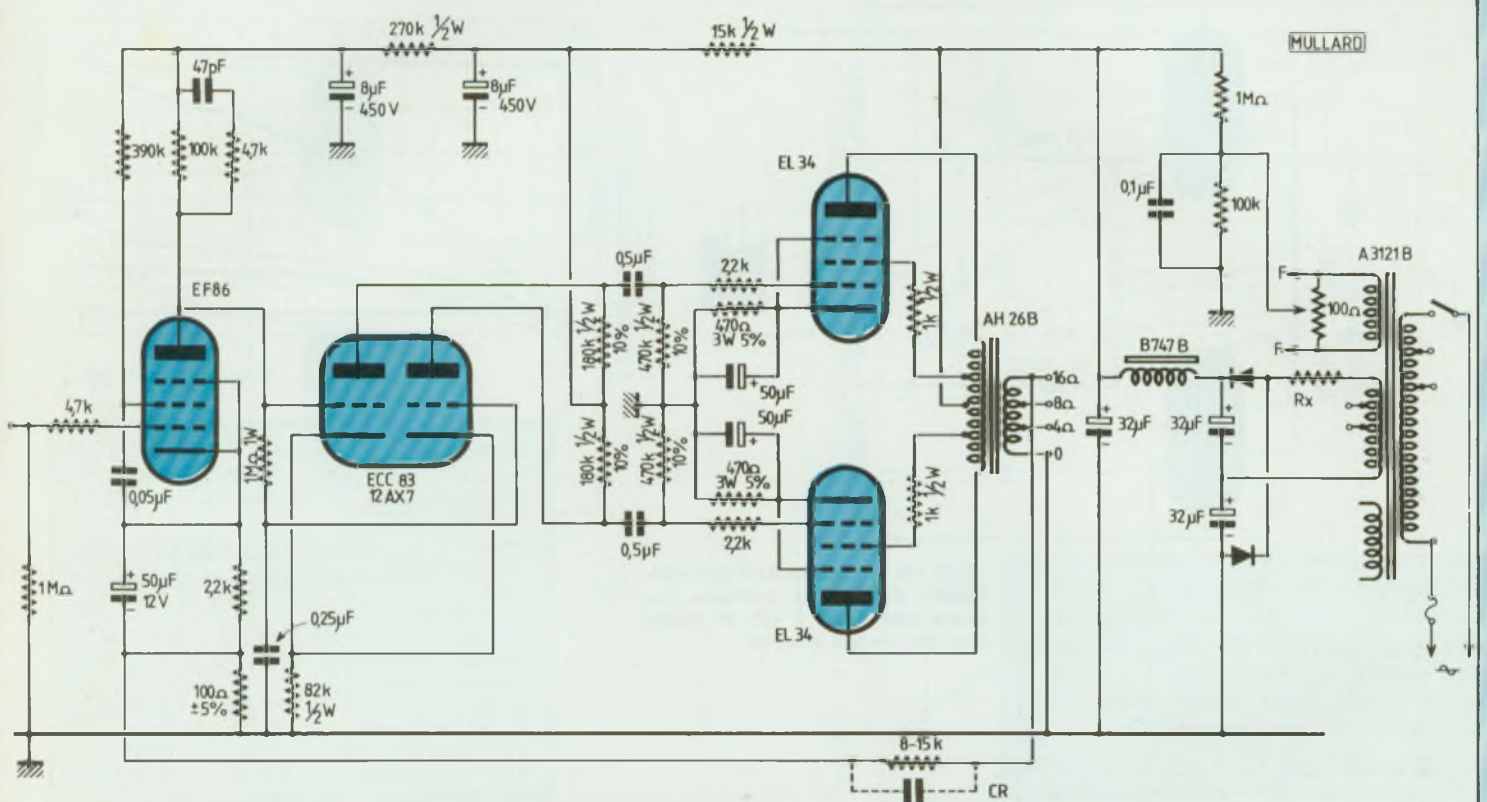 270k ½W
15k ½W
MULLARD
47pF
8µF
450V
8µF
450V
1MΩ
390k
100k
4,7k
EL 34
0,1µF
100k
A3121B
EF86
0,5µF
2,2k
1k ½W
F
100Ω
F
470Ω
3W 5%
180k ½W
10%
470k ½W
10%
AH 26B
B747B
4,7k
50µF
16Ω
8Ω
4Ω
0
Rx
1MΩ 1W
50µF
32µF
32µF
ECC 83
12AX7
180k ½W
10%
470k ½W
10%
470Ω
3W 5%
1k ½W
0,05µF
32µF
0,5µF
2,2k
1MΩ
50µF
12V
2,2k
0,25µF
EL 34
100Ω
±5%
82k
½W
8-15k
CR